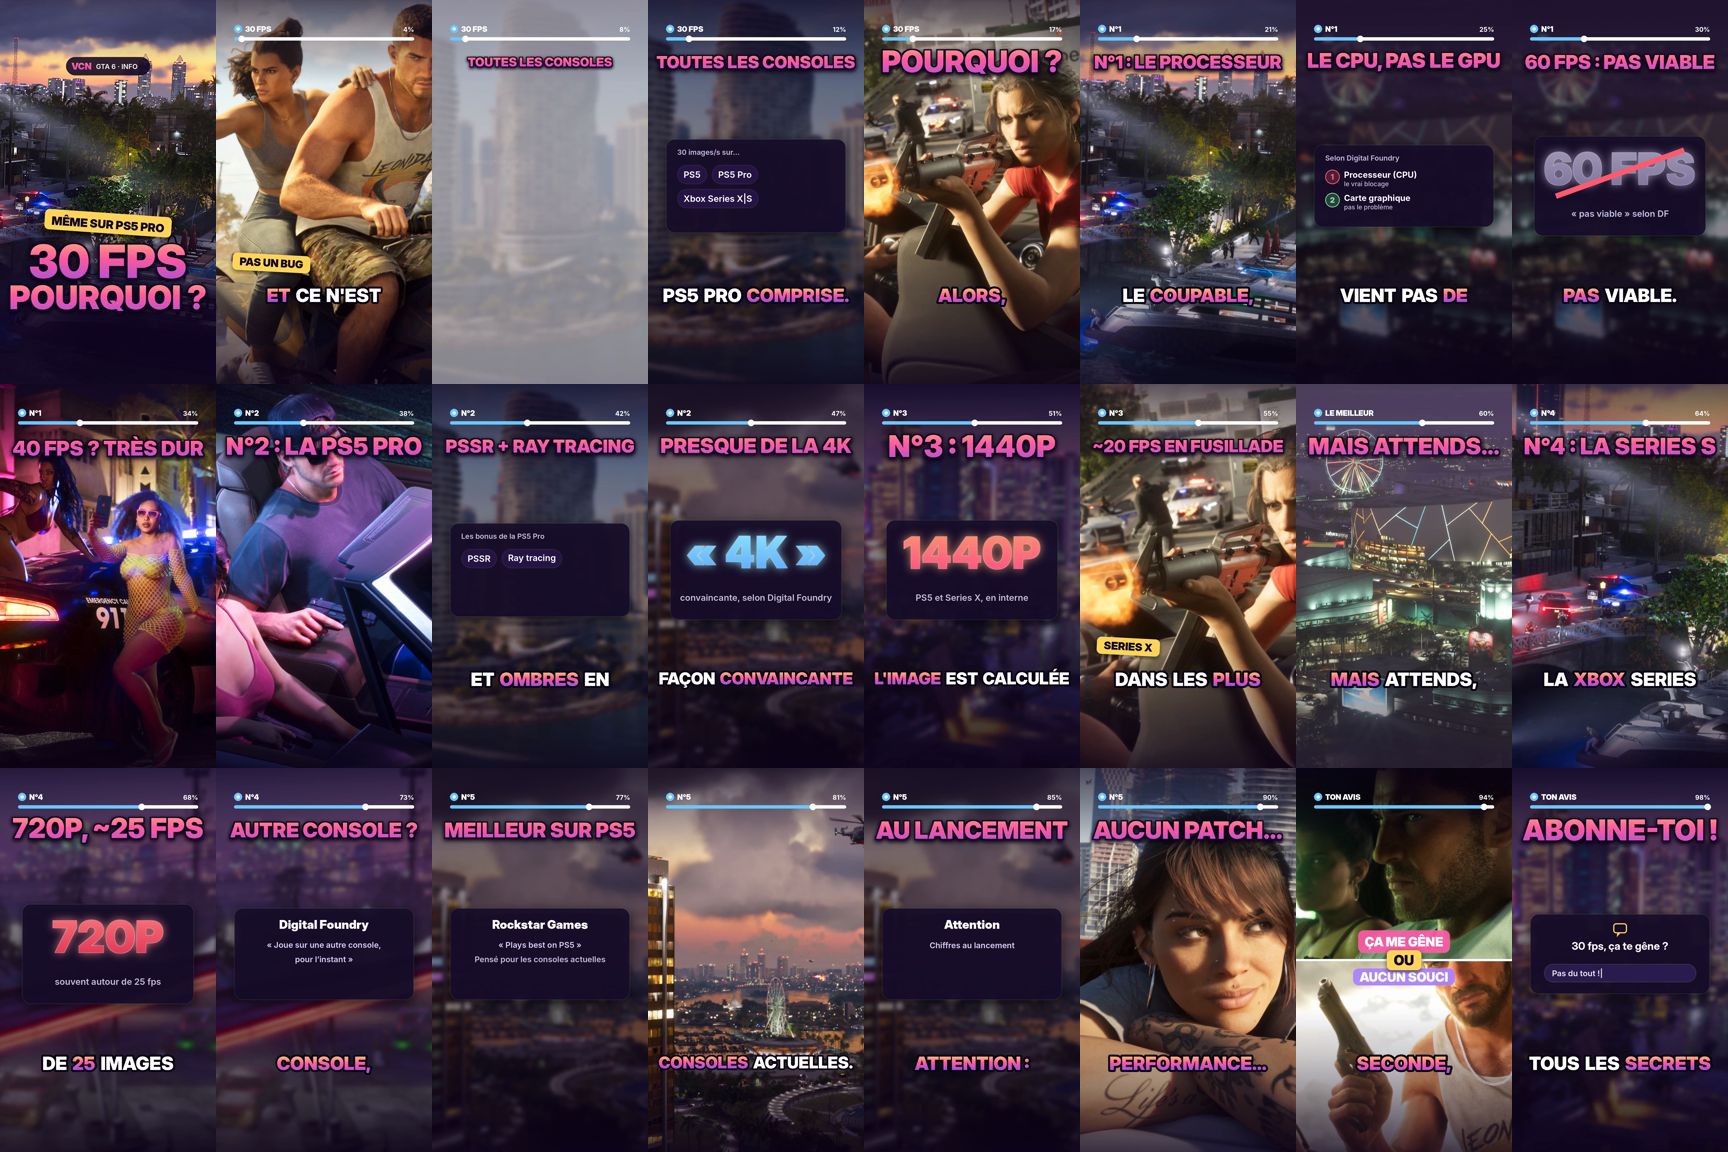 VCN GTA 6 · INFO
MÊME SUR PS5 PRO
30 FPS
POURQUOI ?
30 FPS 4%
LEONIDA
PAS UN BUG
ET CE N'EST
30 FPS 8%
TOUTES LES CONSOLES
30 FPS 12%
TOUTES LES CONSOLES
30 images/s sur...
PS5 PS5 Pro
Xbox Series X|S
PS5 PRO COMPRISE.
30 FPS 17%
POURQUOI ?
ALORS,
N°1 21%
N°1 : LE PROCESSEUR
LE COUPABLE,
N°1 25%
LE CPU, PAS LE GPU
Selon Digital Foundry
1 Processeur (CPU)
le vrai blocage
2 Carte graphique
pas le problème
VIENT PAS DE
N°1 30%
60 FPS : PAS VIABLE
60 FPS
« pas viable » selon DF
PAS VIABLE.
N°1 34%
40 FPS ? TRÈS DUR
EMERGENCY CA
911
N°2 38%
N°2 : LA PS5 PRO
N°2 42%
PSSR + RAY TRACING
Les bonus de la PS5 Pro
PSSR Ray tracing
ET OMBRES EN
N°2 47%
PRESQUE DE LA 4K
« 4K »
convaincante, selon Digital Foundry
FAÇON CONVAINCANTE
N°3 51%
N°3 : 1440P
1440P
PS5 et Series X, en interne
L'IMAGE EST CALCULÉE
N°3 55%
~20 FPS EN FUSILLADE
SERIES X
DANS LES PLUS
LE MEILLEUR 60%
MAIS ATTENDS...
MAIS ATTENDS,
N°4 64%
N°4 : LA SERIES S
LA XBOX SERIES
N°4 68%
720P, ~25 FPS
720P
souvent autour de 25 fps
DE 25 IMAGES
N°4 73%
AUTRE CONSOLE ?
Digital Foundry
« Joue sur une autre console,
pour l'instant »
CONSOLE,
N°5 77%
MEILLEUR SUR PS5
Rockstar Games
« Plays best on PS5 »
Pensé pour les consoles actuelles
N°5 81%
CONSOLES ACTUELLES.
N°5 85%
AU LANCEMENT
Attention
Chiffres au lancement
ATTENTION :
N°5 90%
AUCUN PATCH...
PERFORMANCE...
TON AVIS 94%
ÇA ME GÊNE
OU
AUCUN SOUCI
SECONDE,
LEON
TON AVIS 98%
ABONNE-TOI !
30 fps, ça te gêne ?
Pas du tout !
TOUS LES SECRETS